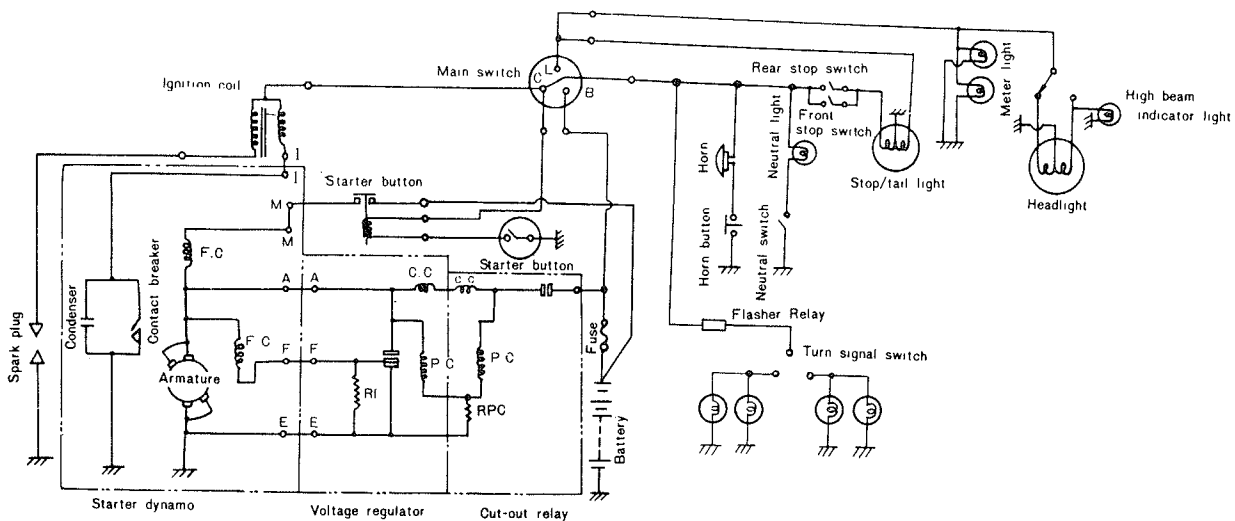 Ignition coil
Main switch
L
C
B
Rear stop switch
Front
stop switch
Neutral light
Meter light
High beam
indicator light
Stop/tail light
Headlight
Horn
Horn button
Neutral switch
I
I
Starter button
M
M
Starter button
F.C
A A
C.C
C C
Condenser
Contact breaker
Spark plug
F C
F F
P C
P C
Armature
Rf
RPC
E E
Fuse
Battery
Flasher Relay
Turn signal switch
Starter dynamo
Voltage regulator
Cut-out relay